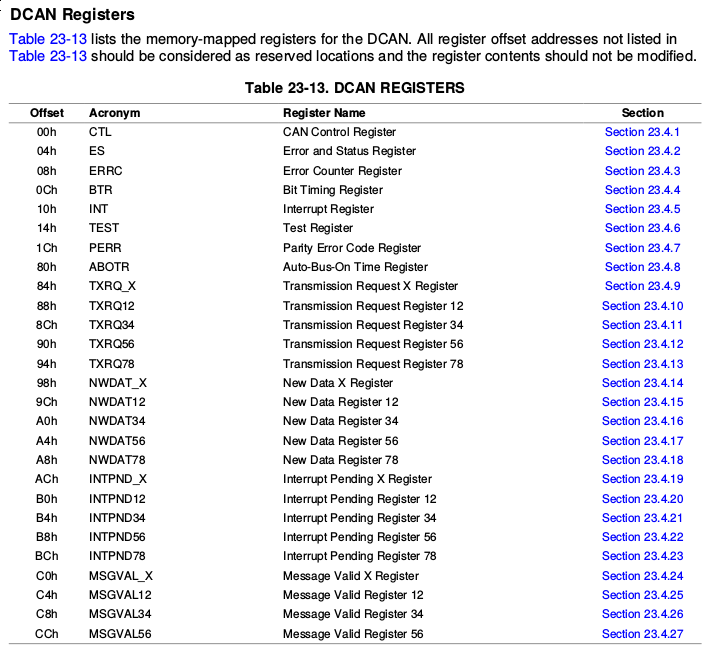 DCAN Registers
Table 23-13 lists the memory-mapped registers for the DCAN. All register offset addresses not listed in
Table 23-13 should be considered as reserved locations and the register contents should not be modified.
Table 23-13. DCAN REGISTERS
Offset Acronym Register Name Section
00h CTL CAN Control Register Section 23.4.1
04h ES Error and Status Register Section 23.4.2
08h ERRC Error Counter Register Section 23.4.3
0Ch BTR Bit Timing Register Section 23.4.4
10h INT Interrupt Register Section 23.4.5
14h TEST Test Register Section 23.4.6
1Ch PERR Parity Error Code Register Section 23.4.7
80h ABOTR Auto-Bus-On Time Register Section 23.4.8
84h TXRQ_X Transmission Request X Register Section 23.4.9
88h TXRQ12 Transmission Request Register 12 Section 23.4.10
8Ch TXRQ34 Transmission Request Register 34 Section 23.4.11
90h TXRQ56 Transmission Request Register 56 Section 23.4.12
94h TXRQ78 Transmission Request Register 78 Section 23.4.13
98h NWDAT_X New Data X Register Section 23.4.14
9Ch NWDAT12 New Data Register 12 Section 23.4.15
A0h NWDAT34 New Data Register 34 Section 23.4.16
A4h NWDAT56 New Data Register 56 Section 23.4.17
A8h NWDAT78 New Data Register 78 Section 23.4.18
ACh INTPND_X Interrupt Pending X Register Section 23.4.19
B0h INTPND12 Interrupt Pending Register 12 Section 23.4.20
B4h INTPND34 Interrupt Pending Register 34 Section 23.4.21
B8h INTPND56 Interrupt Pending Register 56 Section 23.4.22
BCh INTPND78 Interrupt Pending Register 78 Section 23.4.23
C0h MSGVAL_X Message Valid X Register Section 23.4.24
C4h MSGVAL12 Message Valid Register 12 Section 23.4.25
C8h MSGVAL34 Message Valid Register 34 Section 23.4.26
CCh MSGVAL56 Message Valid Register 56 Section 23.4.27